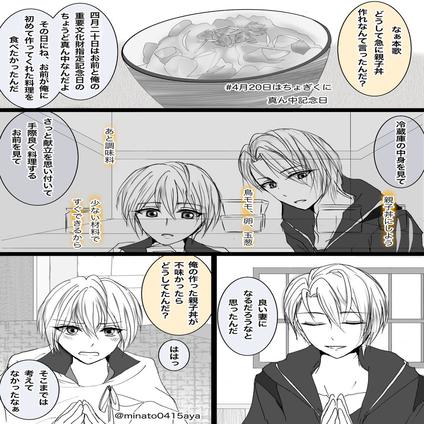 なぁ本歌
どうして急に親子丼
作れなんて言ったんだ?
四月二十日はお前と俺の
重要文化財指定記念日の
ちょうど真ん中なんだよ
その日にね、お前が俺に
初めて作ってくれた料理を
食べたかったんだ
#4月20日はちょぎくに
真ん中記念日
冷蔵庫の中身を見て
親子丼にしよう
鳥モモ、卵、玉葱
あと調味料
少ない材料で
すぐできるから
さっと献立を思い付いて
手際良く料理する
お前を見て
良い妻に
なるだろうなと
思ったんだ
俺の作った親子丼が
不味かったら
どうしてたんだ?
ははっ
そこまでは
考えて
なかったなぁ
@minato0415aya